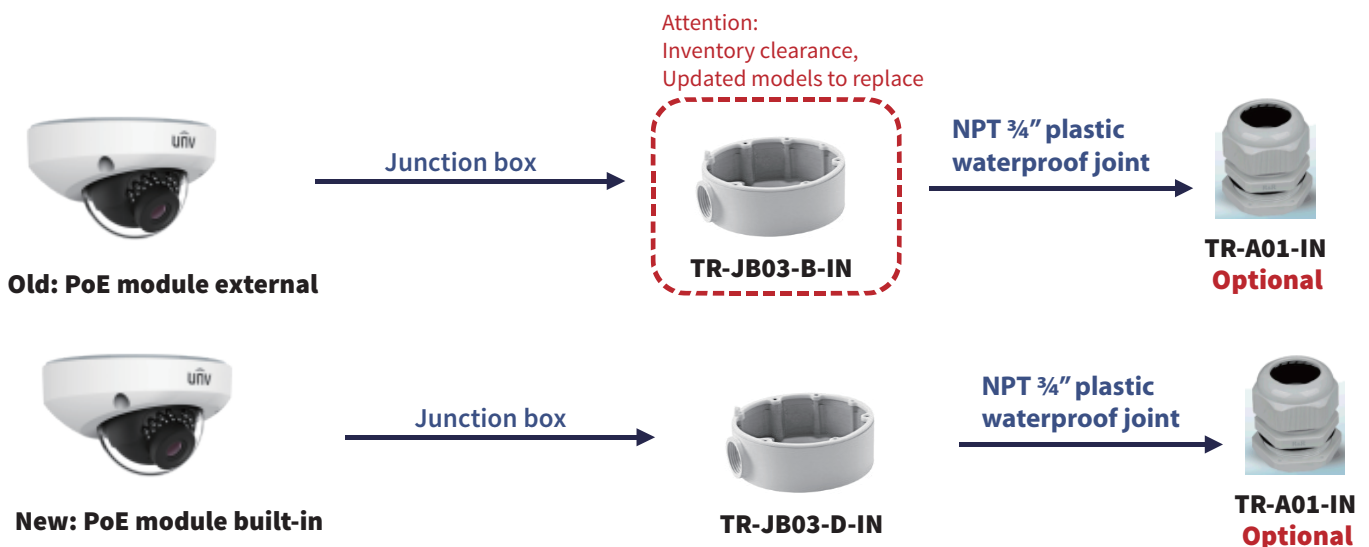 Attention:
Inventory clearance,
Updated models to replace
unv
Junction box
NPT ¾” plastic
waterproof joint
Old: PoE module external
TR-JB03-B-IN
TR-A01-IN
Optional
unv
Junction box
NPT ¾” plastic
waterproof joint
New: PoE module built-in
TR-JB03-D-IN
TR-A01-IN
Optional